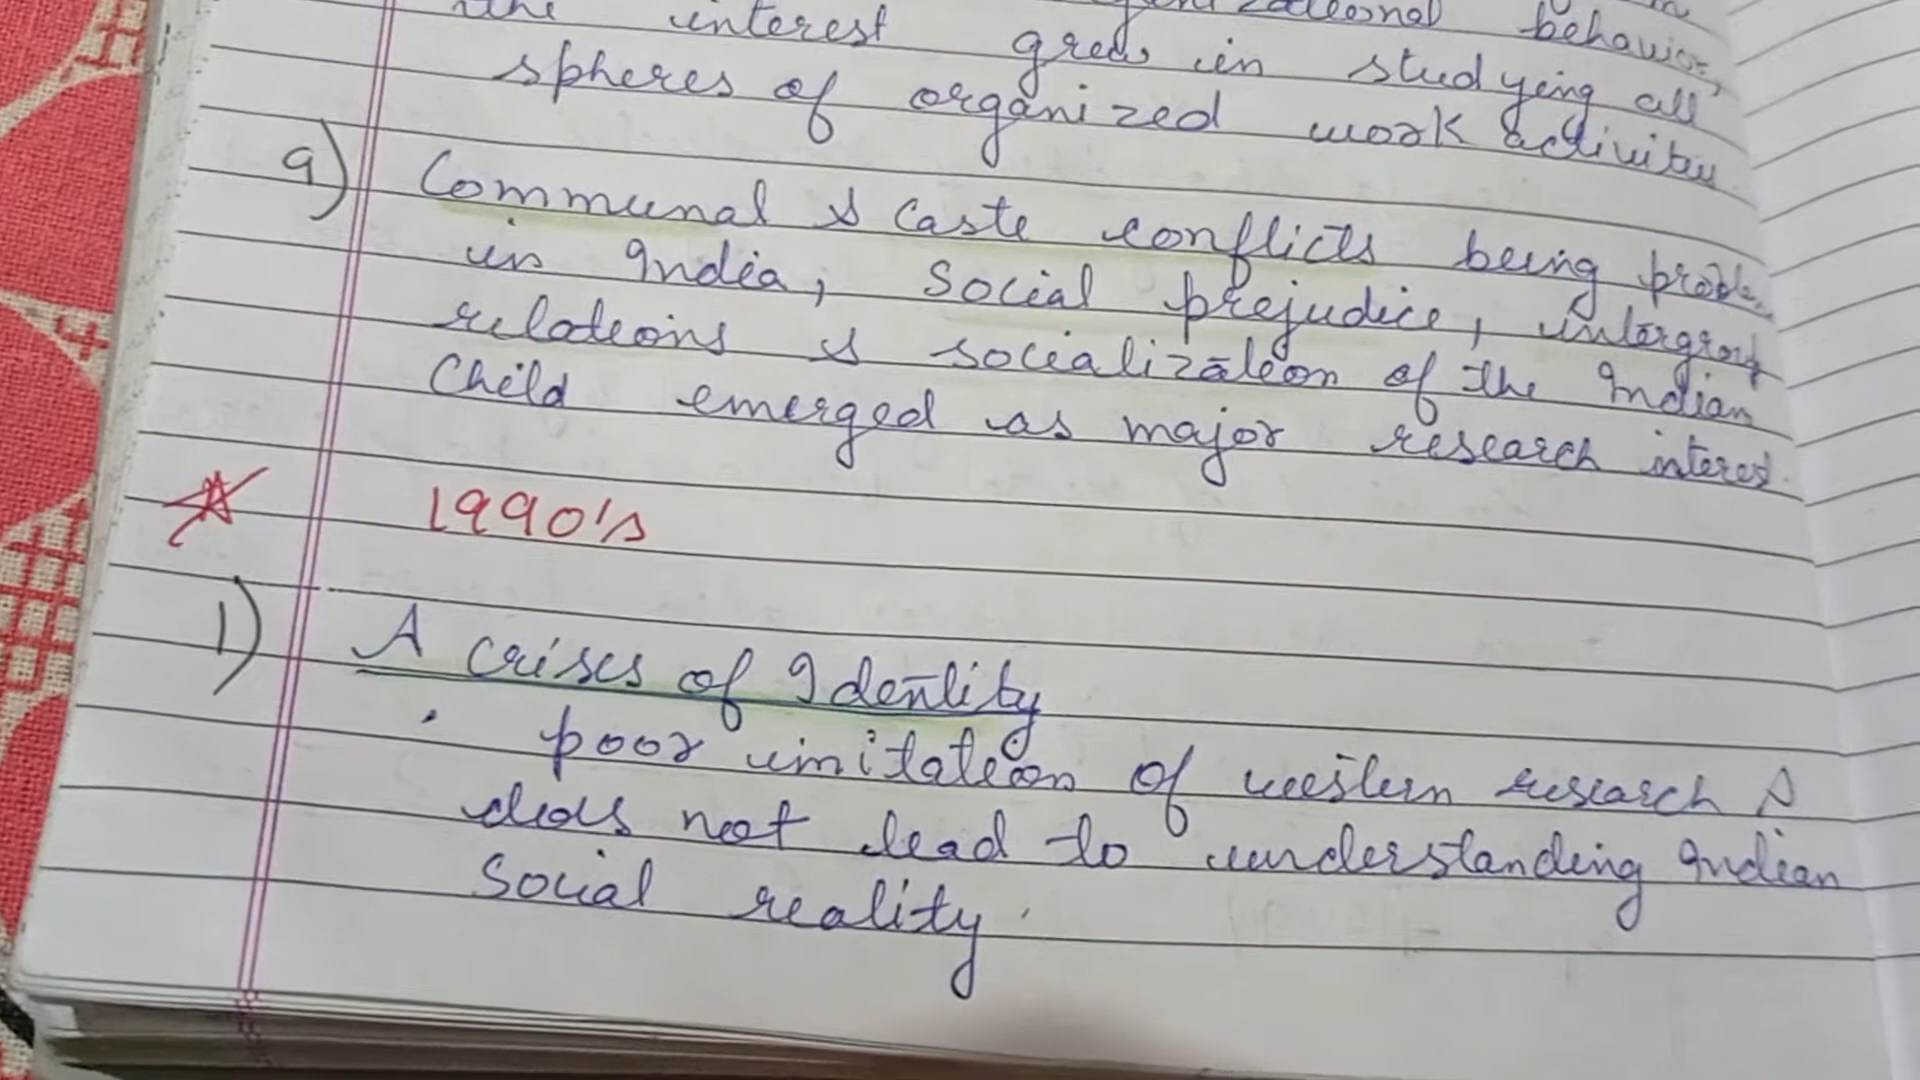 the interest grew in studying all
spheres of organized work activity
9) Communal & Caste conflicts being
in India, Social prejudice, intergroup
relations & socialization of the Indian
Child emerged as major research interest.
1990's
1) A crises of Identity
• poor imitation of western research &
does not lead to understanding Indian
Social reality.